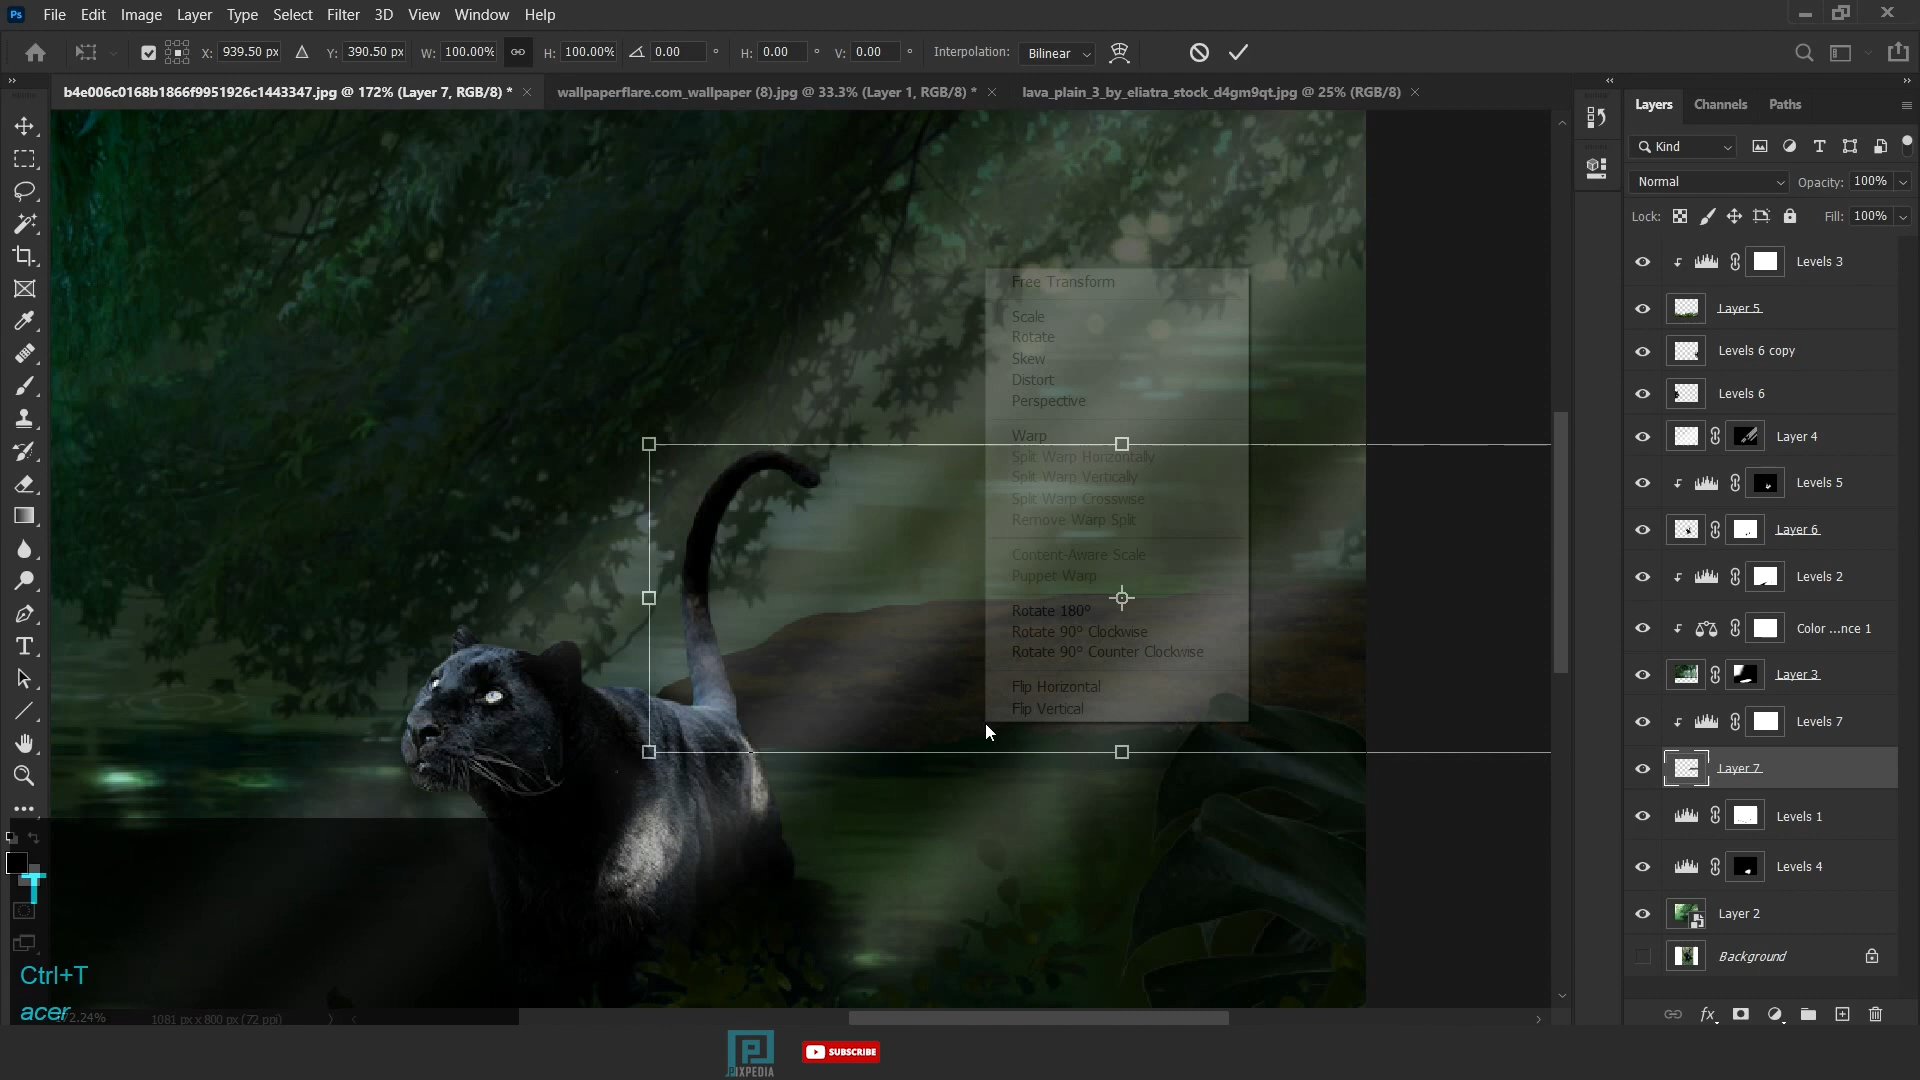 Ps File Edit Image Layer Type Select Filter 3D View Window Help
X: 939.50 px Y: 390.50 px W: 100.00% H: 100.00% 0.00 ° H: 0.00 ° V: 0.00 ° Interpolation: Bilinear
b4e006c0168b1866f9951926c1443347.jpg @ 172% (Layer 7, RGB/8) * wallpaperflare.com_wallpaper (8).jpg @ 33.3% (Layer 1, RGB/8) * lava_plain_3_by_eliatra_stock_d4gm9qt.jpg @ 25% (RGB/8)
Layers Channels Paths
Kind
Normal Opacity: 100%
Lock: Fill: 100%
Levels 3
Layer 5
Levels 6 copy
Levels 6
Layer 4
Levels 5
Layer 6
Levels 2
Color ...nce 1
Layer 3
Levels 7
Layer 7
Levels 1
Levels 4
Layer 2
Background
fx
Free Transform
Scale
Rotate
Skew
Distort
Perspective
Warp
Split Warp Horizontally
Split Warp Vertically
Split Warp Crosswise
Remove Warp Split
Content-Aware Scale
Puppet Warp
Rotate 180°
Rotate 90° Clockwise
Rotate 90° Counter Clockwise
Flip Horizontal
Flip Vertical
T
Ctrl+T
acer
72.24% 1081 px x 800 px (72 ppi)
PIXPEDIA
SUBSCRIBE